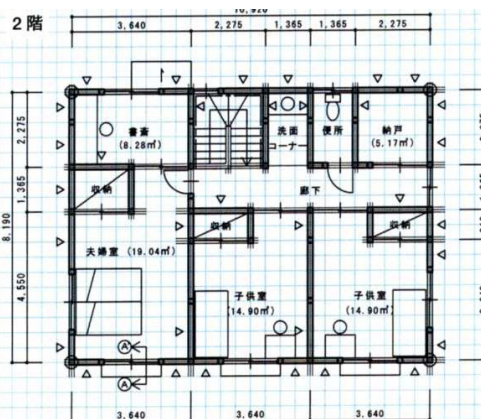 2階
10,920
3,640
2,275
1,365
2,275
2,275
1,365
4,550
8,190
書斎
(8.28㎡)
洗面
コーナー
便所
納戸
(5.17㎡)
収納
廊下
収納
収納
夫婦室 (19.04㎡)
子供室
(14.90㎡)
子供室
(14.90㎡)
A
A
3,640
3,640
3,640